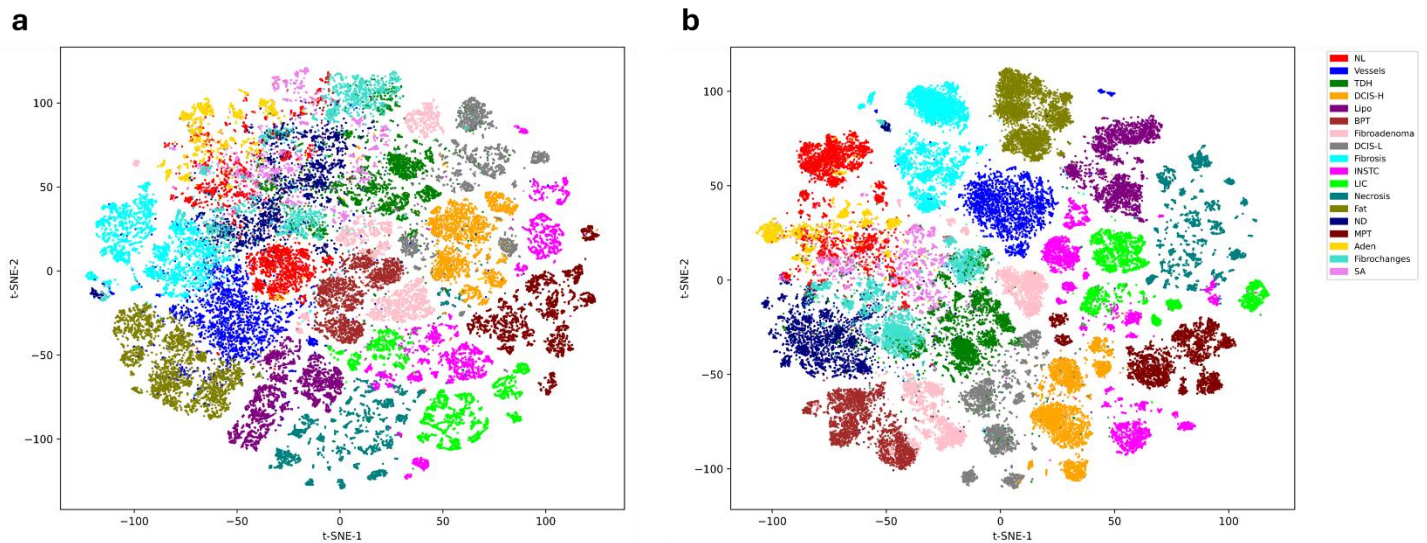 a
b
100
50
0
−50
−100
t-SNE-2
−100
−50
0
50
100
t-SNE-1
100
50
0
−50
−100
t-SNE-2
−100
−50
0
50
100
t-SNE-1
NL
Vessels
TDH
DCIS-H
Lipo
BPT
Fibroadenoma
DCIS-L
Fibrosis
INSTC
LIC
Necrosis
Fat
ND
MPT
Aden
Fibrochanges
SA